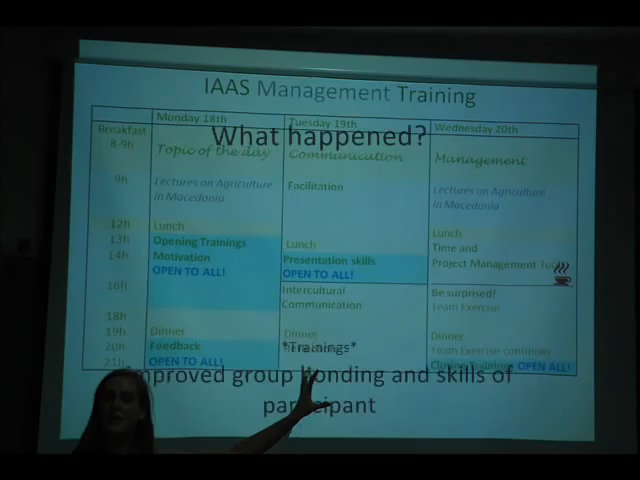 IAAS Management Training
Monday 18th
Tuesday 19th
Wednesday 20th
What happened?
Breakfast
8-9h
Topic of the day
Communication
Management
9h
Lectures on Agriculture
in Macedonia
Facilitation
Lectures on Agriculture
in Macedonia
12h
Lunch
Lunch
13h
Opening Trainings
Lunch
Time and
14h
Motivation
Presentation skills
Project Management
OPEN TO ALL!
OPEN TO ALL!
16h
Intercultural
Communication
Be surprised!
Team Exercise
18h
19h
Dinner
Dinner
Dinner
*Trainings*
20h
Feedback
Team Exercise continues
21h
OPEN TO ALL!
Closing Trainings OPEN TO ALL!
Improved group bonding and skills of
participant